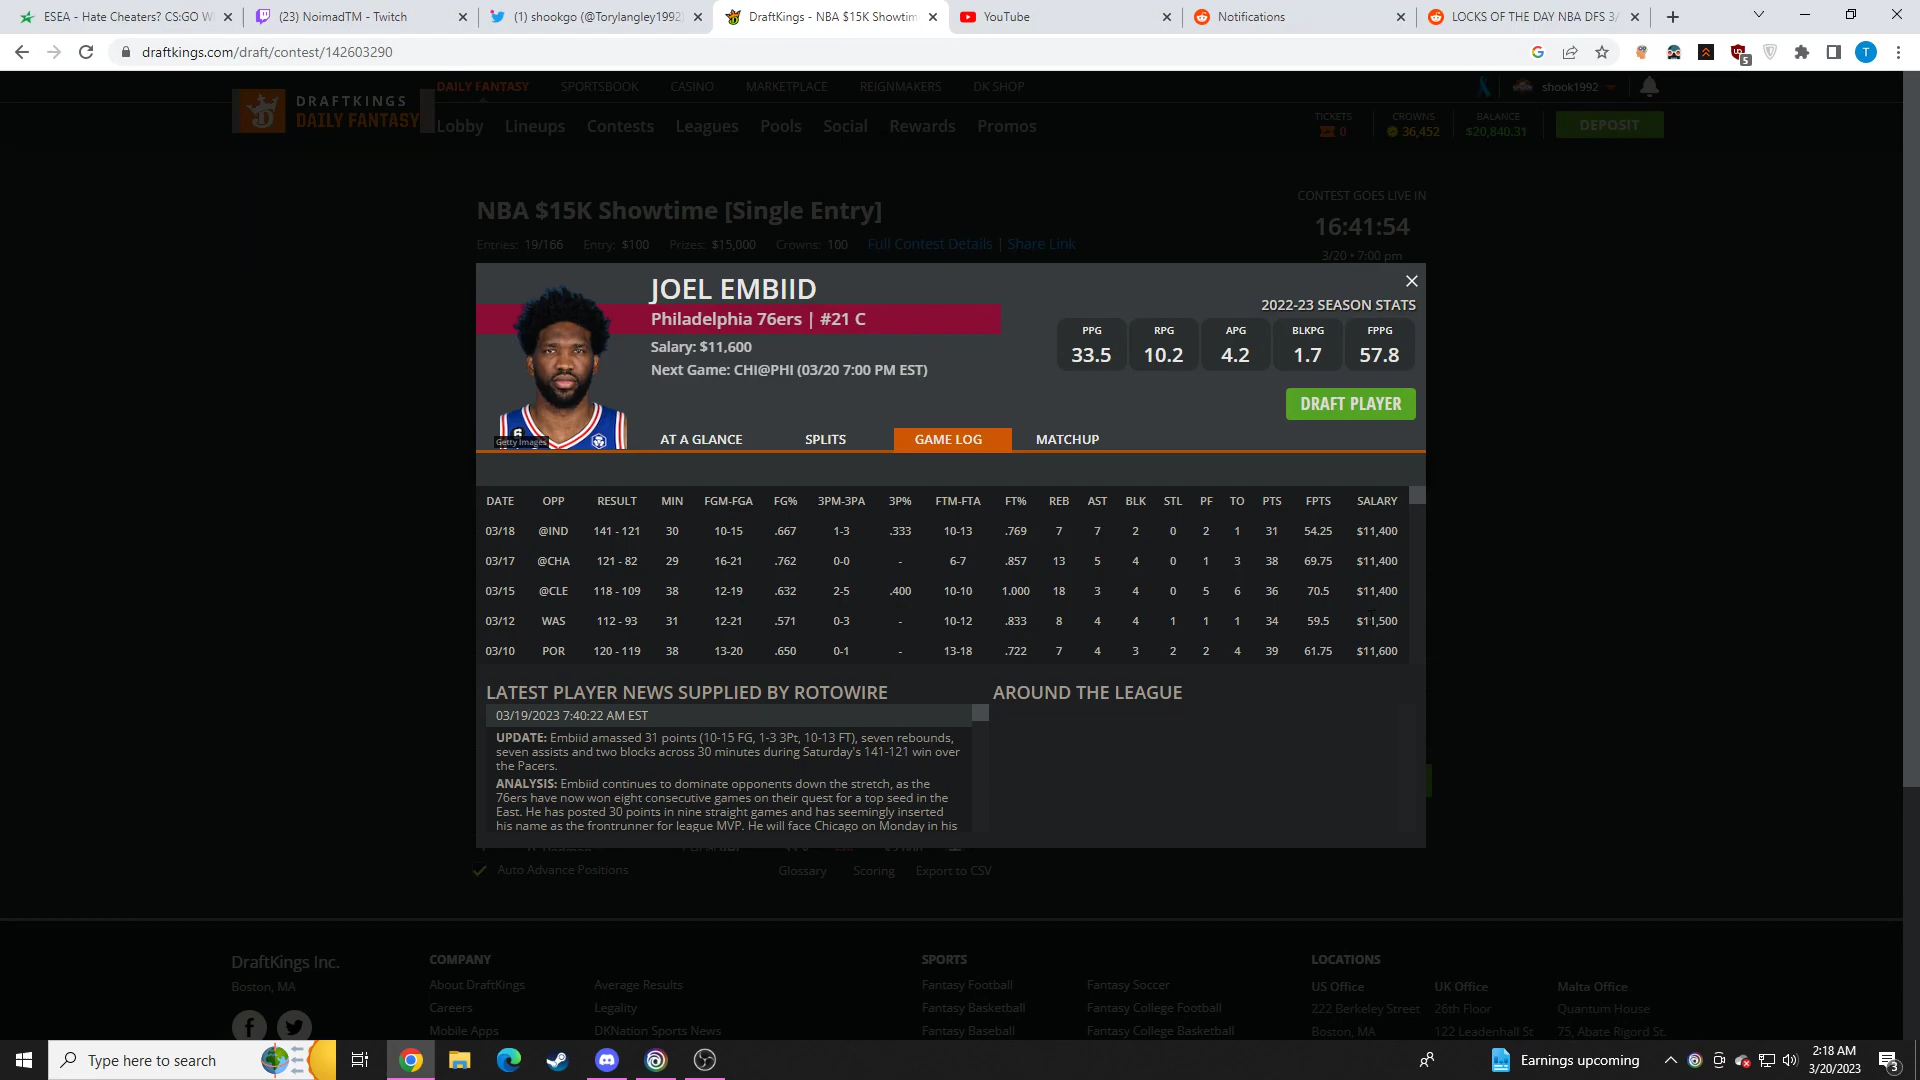 ESEA - Hate Cheaters? CS:GO W
(23) NoimadTM - Twitch
(1) shookgo (@Torylangley1992)
DraftKings - NBA $15K Showtim
YouTube
Notifications
LOCKS OF THE DAY NBA DFS 3/
draftkings.com/draft/contest/142603290
T
5
DRAFTKINGS
DAILY FANTASY
DAILY FANTASY SPORTSBOOK CASINO MARKETPLACE REIGNMAKERS DK SHOP
shook1992
Lobby Lineups Contests Leagues Pools Social Rewards Promos
TICKETS CROWNS BALANCE
0 36,452 $20,840.31
DEPOSIT
NBA $15K Showtime [Single Entry]
Entries: 19/166 Entry: $100 Prizes: $15,000 Crowns: 100 Full Contest Details | Share Link
CONTEST GOES LIVE IN
16:41:54
3/20 • 7:00 pm
JOEL EMBIID
Philadelphia 76ers | #21 C
Salary: $11,600
Next Game: CHI@PHI (03/20 7:00 PM EST)
Getty Images
2022-23 SEASON STATS
PPG RPG APG BLKPG FPPG
33.5 10.2 4.2 1.7 57.8
DRAFT PLAYER
AT A GLANCE SPLITS GAME LOG MATCHUP
DATE OPP RESULT MIN FGM-FGA FG% 3PM-3PA 3P% FTM-FTA FT% REB AST BLK STL PF TO PTS FPTS SALARY
03/18 @IND 141 - 121 30 10-15 .667 1-3 .333 10-13 .769 7 7 2 0 2 1 31 54.25 $11,400
03/17 @CHA 121 - 82 29 16-21 .762 0-0 - 6-7 .857 13 5 4 0 1 3 38 69.75 $11,400
03/15 @CLE 118 - 109 38 12-19 .632 2-5 .400 10-10 1.000 18 3 4 0 5 6 36 70.5 $11,400
03/12 WAS 112 - 93 31 12-21 .571 0-3 - 10-12 .833 8 4 4 1 1 1 34 59.5 $11,500
03/10 POR 120 - 119 38 13-20 .650 0-1 - 13-18 .722 7 4 3 2 2 4 39 61.75 $11,600
LATEST PLAYER NEWS SUPPLIED BY ROTOWIRE
AROUND THE LEAGUE
03/19/2023 7:40:22 AM EST
UPDATE: Embiid amassed 31 points (10-15 FG, 1-3 3Pt, 10-13 FT), seven rebounds,
seven assists and two blocks across 30 minutes during Saturday's 141-121 win over
the Pacers.
ANALYSIS: Embiid continues to dominate opponents down the stretch, as the
76ers have now won eight consecutive games on their quest for a top seed in the
East. He has posted 30 points in nine straight games and has seemingly inserted
his name as the frontrunner for league MVP. He will face Chicago on Monday in his
Auto Advance Positions
Glossary Scoring Export to CSV
DraftKings Inc.
Boston, MA
COMPANY
About DraftKings Average Results
Careers Legality
Mobile Apps DKNation Sports News
SPORTS
Fantasy Football Fantasy Soccer
Fantasy Basketball Fantasy College Football
Fantasy Baseball Fantasy College Basketball
LOCATIONS
US Office UK Office Malta Office
222 Berkeley Street 26th Floor Quantum House
Boston, MA 122 Leadenhall St 75, Abate Rigord St.
Type here to search
Earnings upcoming
2:18 AM
3/20/2023
3